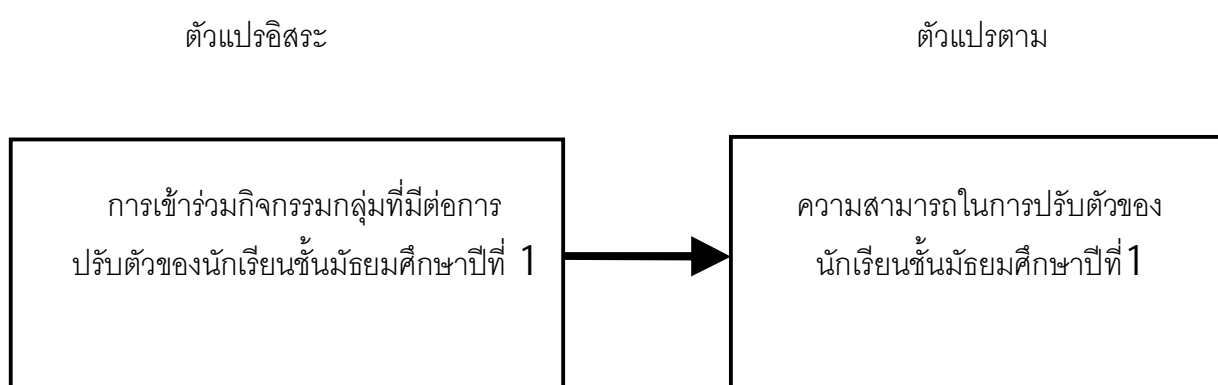 ตัวแปรอิสระ
ตัวแปรตาม
การเข้าร่วมกิจกรรมกลุ่มที่มีต่อการ
ปรับตัวของนักเรียนชั้นมัธยมศึกษาปีที่ 1
ความสามารถในการปรับตัวของ
นักเรียนชั้นมัธยมศึกษาปีที่ 1